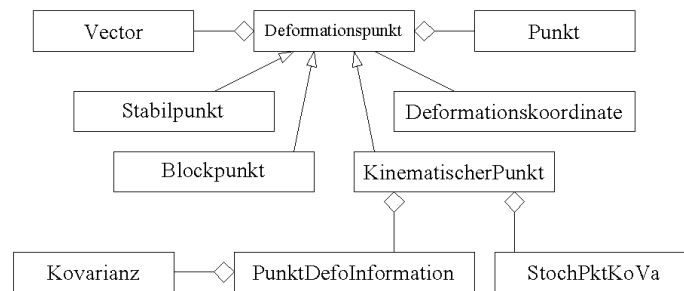 Vector
Deformationspunkt
Punkt
Stabilpunkt
Deformationskoordinate
Blockpunkt
KinematischerPunkt
Kovarianz
PunktDefoInformation
StochPktKoVa